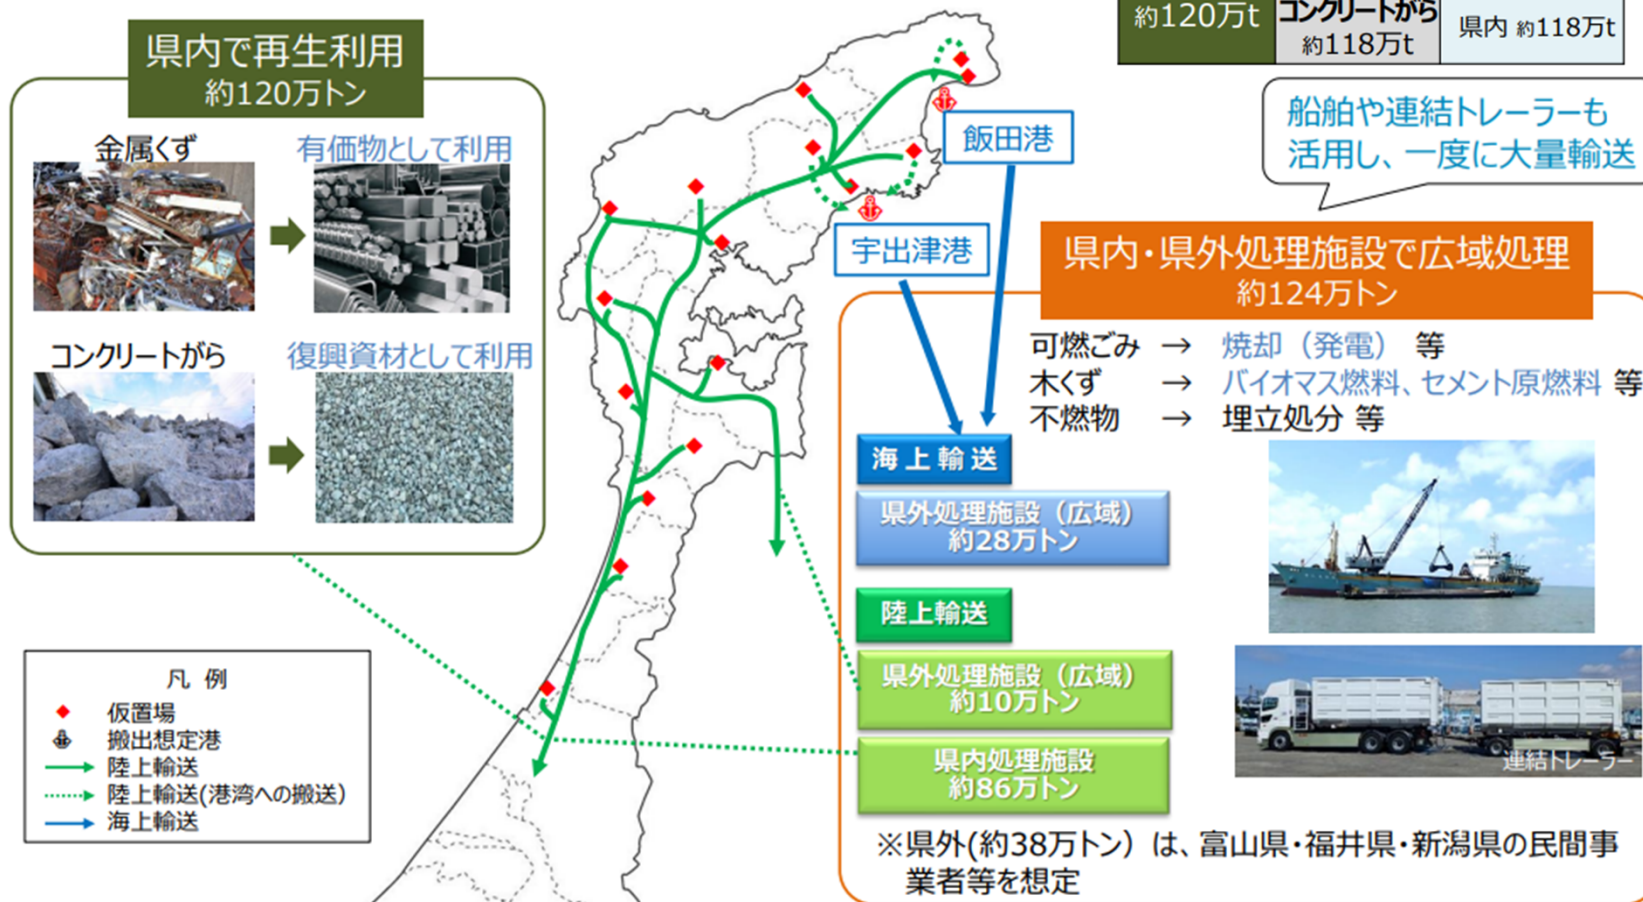 約120万t
コンクリートがら
約118万t
県内 約118万t
県内で再生利用
約120万トン
金属くず
有価物として利用
コンクリートがら
復興資材として利用
飯田港
宇出津港
船舶や連結トレーラーも
活用し、一度に大量輸送
県内・県外処理施設で広域処理
約124万トン
可燃ごみ → 焼却（発電） 等
木くず → バイオマス燃料、セメント原燃料 等
不燃物 → 埋立処分 等
海上輸送
県外処理施設（広域）
約28万トン
陸上輸送
県外処理施設（広域）
約10万トン
県内処理施設
約86万トン
連結トレーラー
※県外(約38万トン）は、富山県・福井県・新潟県の民間事
業者等を想定
凡 例
仮置場
搬出想定港
陸上輸送
陸上輸送(港湾への搬送)
海上輸送